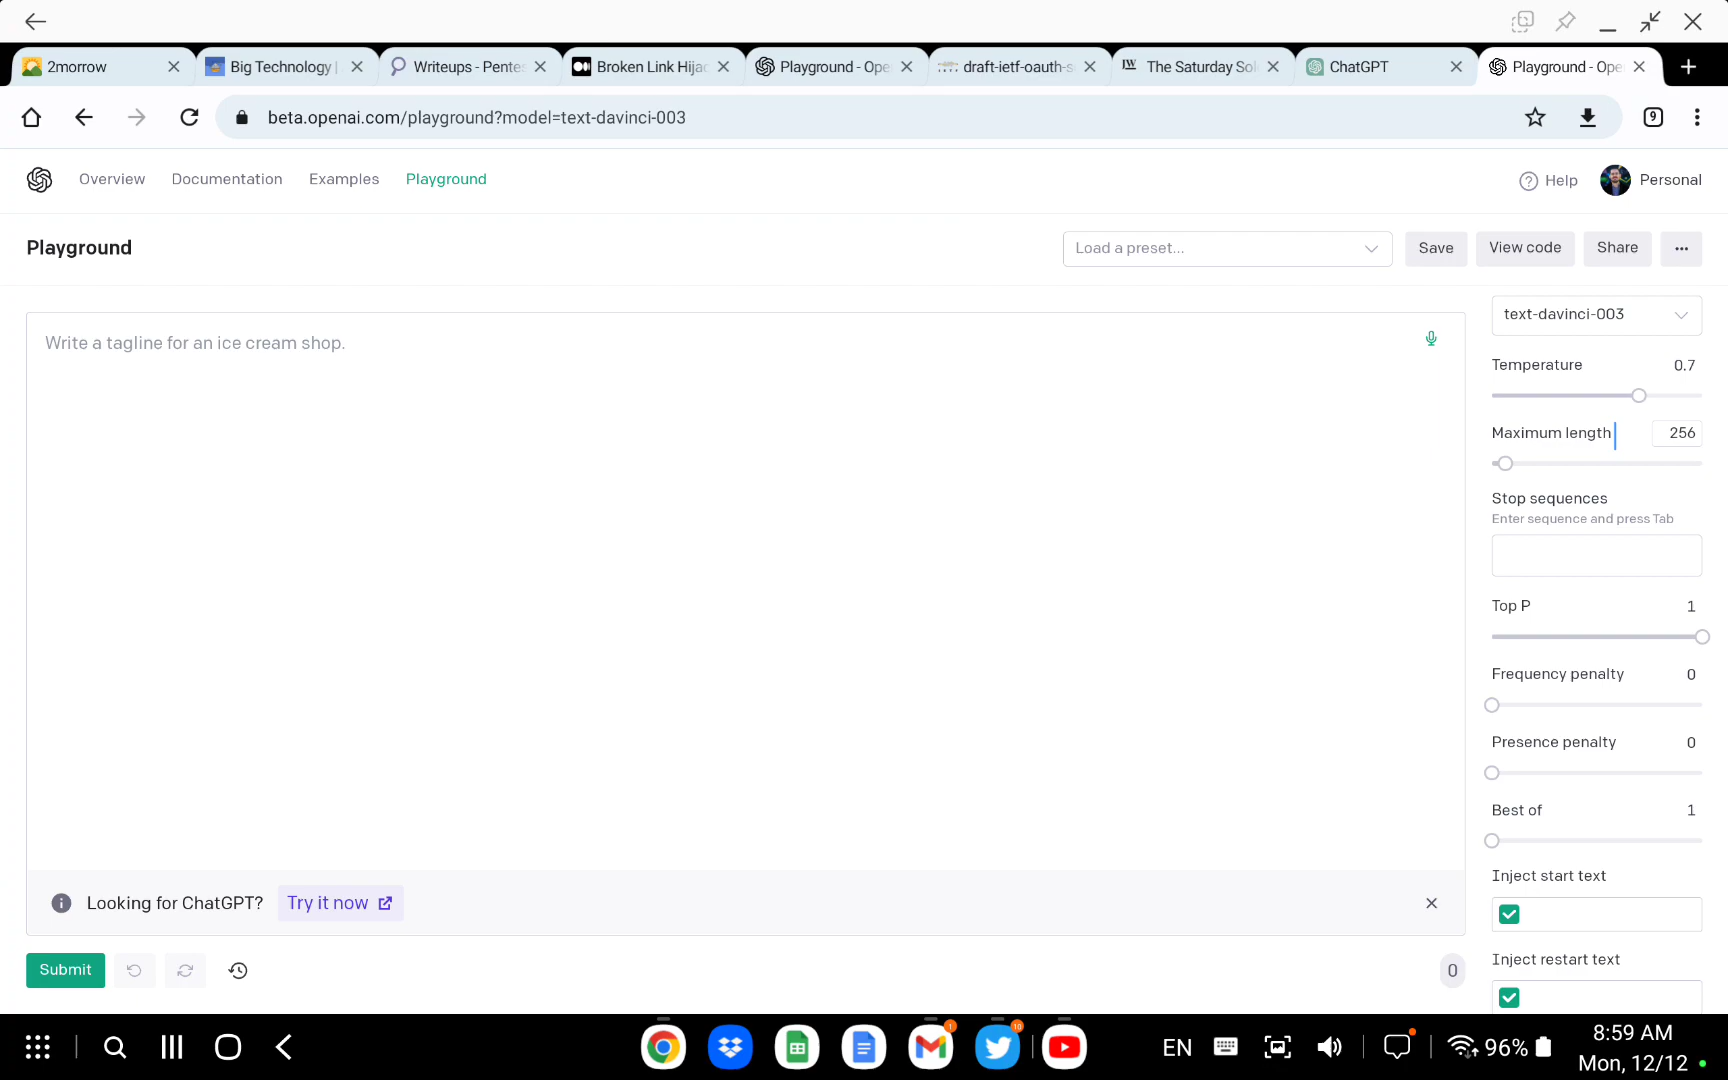 2morrow
Big Technology |
Writeups - Pentes
Broken Link Hijac
Playground - Ope
draft-ietf-oauth-s
The Saturday Sol
ChatGPT
Playground - Ope
beta.openai.com/playground?model=text-davinci-003
9
Overview
Documentation
Examples
Playground
Help
Personal
Playground
Load a preset...
Save
View code
Share
Write a tagline for an ice cream shop.
text-davinci-003
Temperature 0.7
Maximum length 256
Stop sequences
Enter sequence and press Tab
Top P 1
Frequency penalty 0
Presence penalty 0
Best of 1
Inject start text
Inject restart text
Looking for ChatGPT? Try it now
Submit
0
1
10
EN
96%
8:59 AM
Mon, 12/12